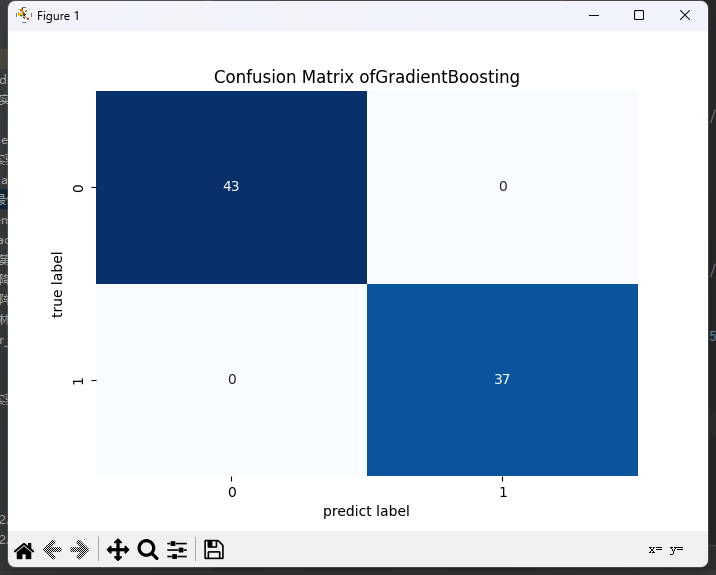 Figure 1
Confusion Matrix ofGradientBoosting
0
43
0
true label
1
0
37
0
1
predict label
x= y=